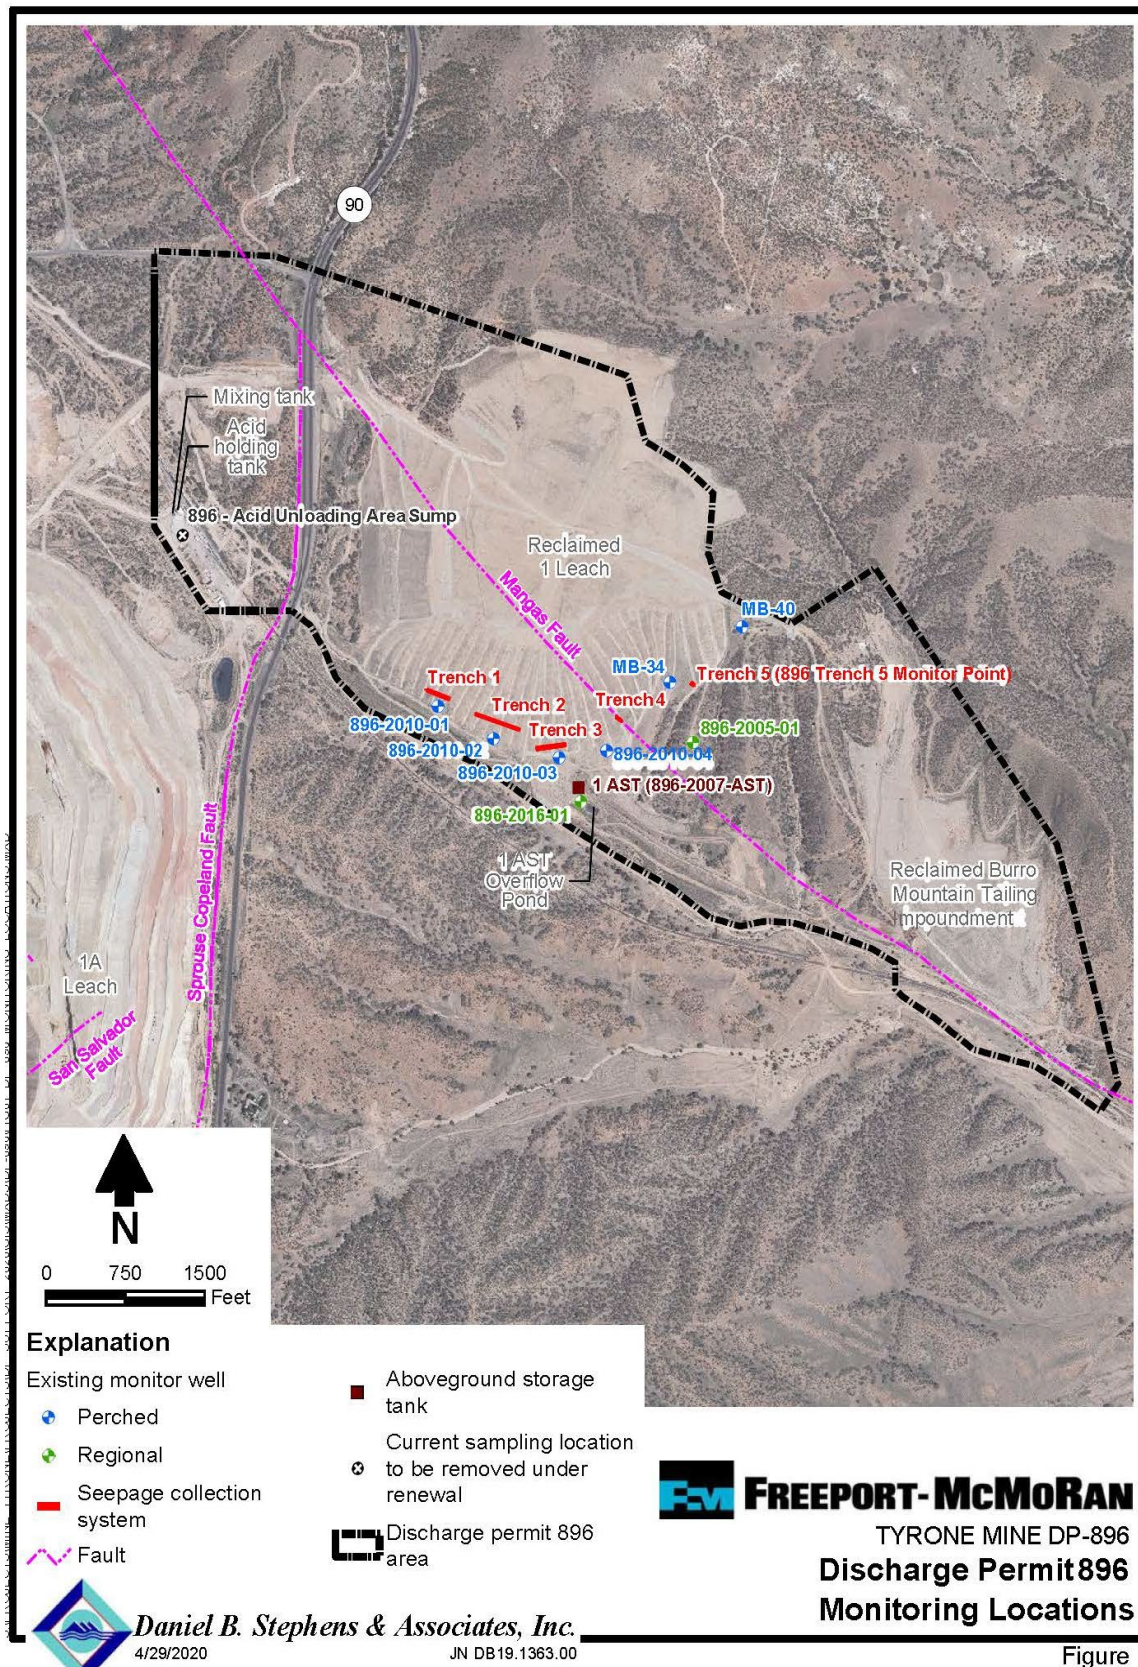 90
Mixing tank
Acid
holding
tank
896 - Acid Unloading Area Sump
Reclaimed
1 Leach
Mangas Fault
MB-40
MB-34
Trench 5 (896 Trench 5 Monitor Point)
Trench 1
Trench 4
Trench 2
896-2010-01
896-2005-01
Trench 3
896-2010-02
896-2010-04
896-2010-03
1 AST (896-2007-AST)
896-2016-01
1 AST
Overflow
Pond
Reclaimed Burro
Mountain Tailing
Impoundment
Sprouse Copeland Fault
1A
Leach
San Salvador
Fault
N
0 750 1500
Feet
Explanation
Existing monitor well
Perched
Regional
Seepage collection
system
Fault
Aboveground storage
tank
Current sampling location
to be removed under
renewal
Discharge permit 896
area
FREEPORT-McMoRAN
TYRONE MINE DP-896
Discharge Permit 896
Monitoring Locations
Daniel B. Stephens & Associates, Inc.
4/29/2020 JN DB19.1363.00
Figure